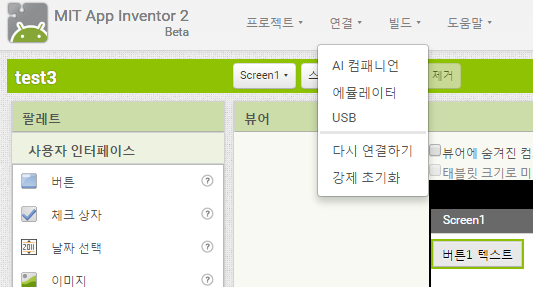 MIT App Inventor 2
Beta
프로젝트 연결 빌드 도움말
test3 Screen1 제거
AI 컴패니언
에뮬레이터
USB
다시 연결하기
강제 초기화
팔레트
사용자 인터페이스
버튼 ?
체크 상자 ?
날짜 선택 ?
이미지 ?
뷰어
뷰어에 숨겨진 컴
태블릿 크기로 미
Screen1
버튼1 텍스트